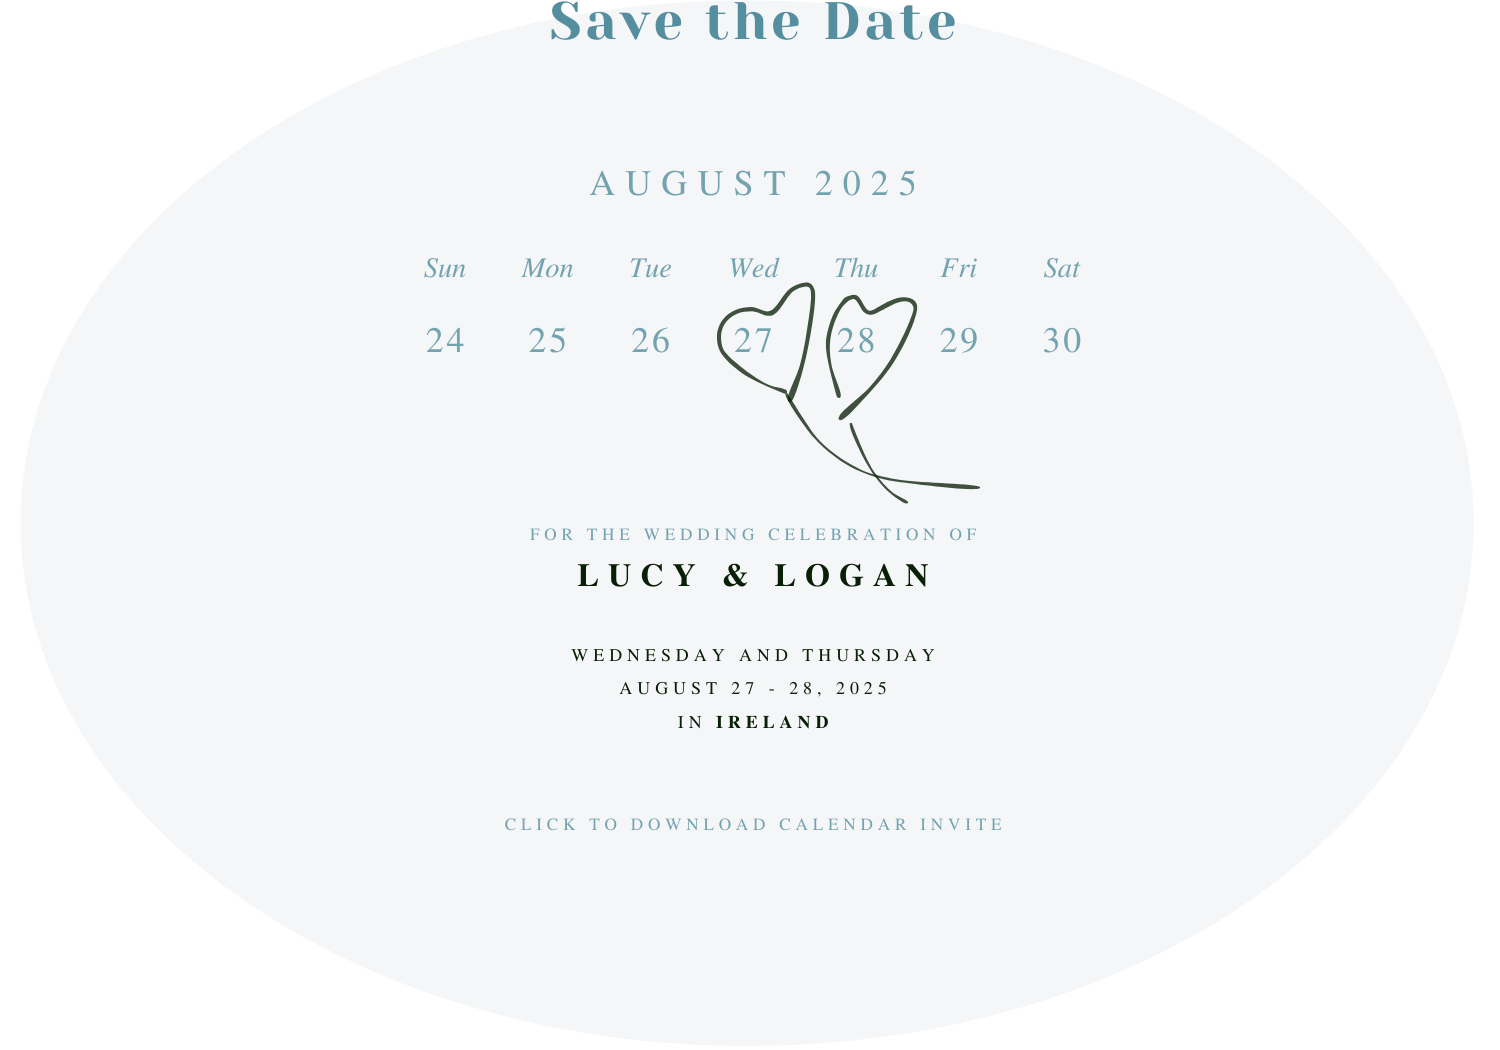 Save the Date
AUGUST 2025
Sun Mon Tue Wed Thu Fri Sat
24 25 26 27 28 29 30
FOR THE WEDDING CELEBRATION OF
LUCY & LOGAN
WEDNESDAY AND THURSDAY
AUGUST 27 - 28, 2025
IN IRELAND
CLICK TO DOWNLOAD CALENDAR INVITE